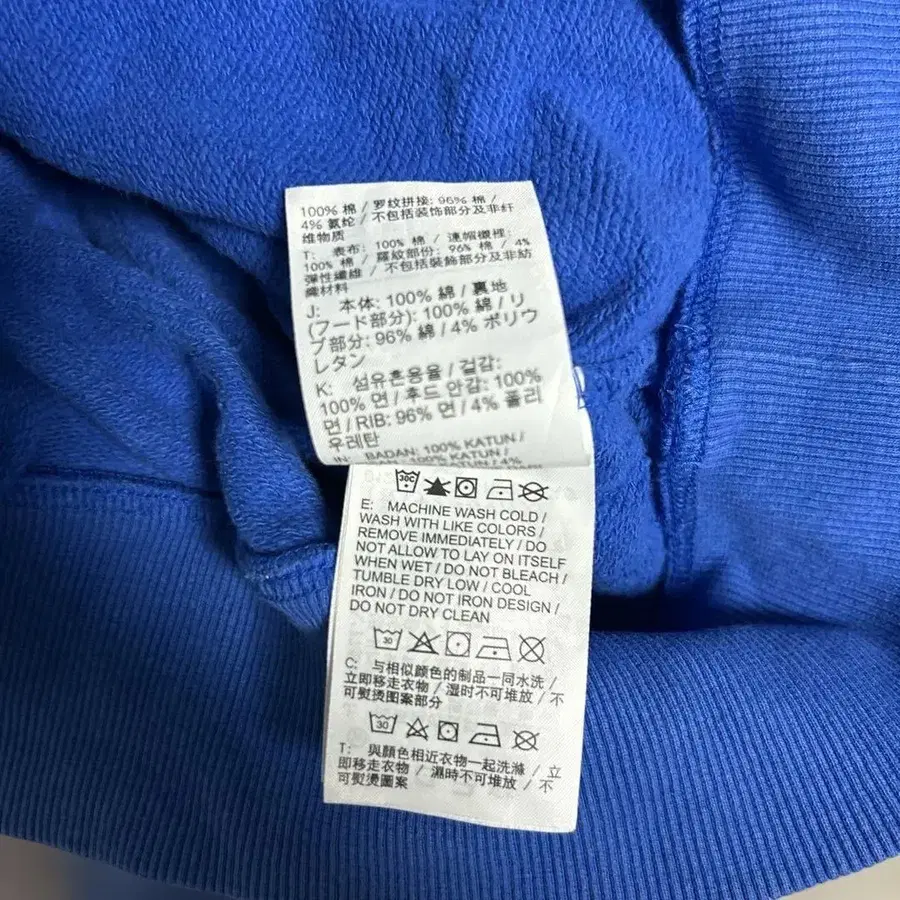 100% 棉 / 罗纹拼接: 96% 棉 /
4% 氨纶 / 不包括装饰部分及非纤
维物质
T: 表布: 100% 棉 / 連帽襯裡:
100% 棉 / 羅紋部份: 96% 棉 / 4%
彈性纖維 / 不包括裝飾部分及非紡
織材料
J: 本体: 100% 綿 / 裏地
(フード部分): 100% 綿 / リ
ブ部分: 96% 綿 / 4% ポリウ
レタン
K: 섬유혼용율 / 겉감:
100% 면 / 후드 안감: 100%
면 / RIB: 96% 면 / 4% 폴리
우레탄
IN: BADAN: 100% KATUN /
100% KATUN / 4%
30C
E: MACHINE WASH COLD /
WASH WITH LIKE COLORS /
REMOVE IMMEDIATELY / DO
NOT ALLOW TO LAY ON ITSELF
WHEN WET / DO NOT BLEACH /
TUMBLE DRY LOW / COOL
IRON / DO NOT IRON DESIGN /
DO NOT DRY CLEAN
30
C: 与相似颜色的制品一同水洗 /
立即移走衣物 / 湿时不可堆放 / 不
可熨烫图案部分
30
T: 與顏色相近衣物一起洗滌 / 立
即移走衣物 / 濕時不可堆放 / 不
可熨燙圖案